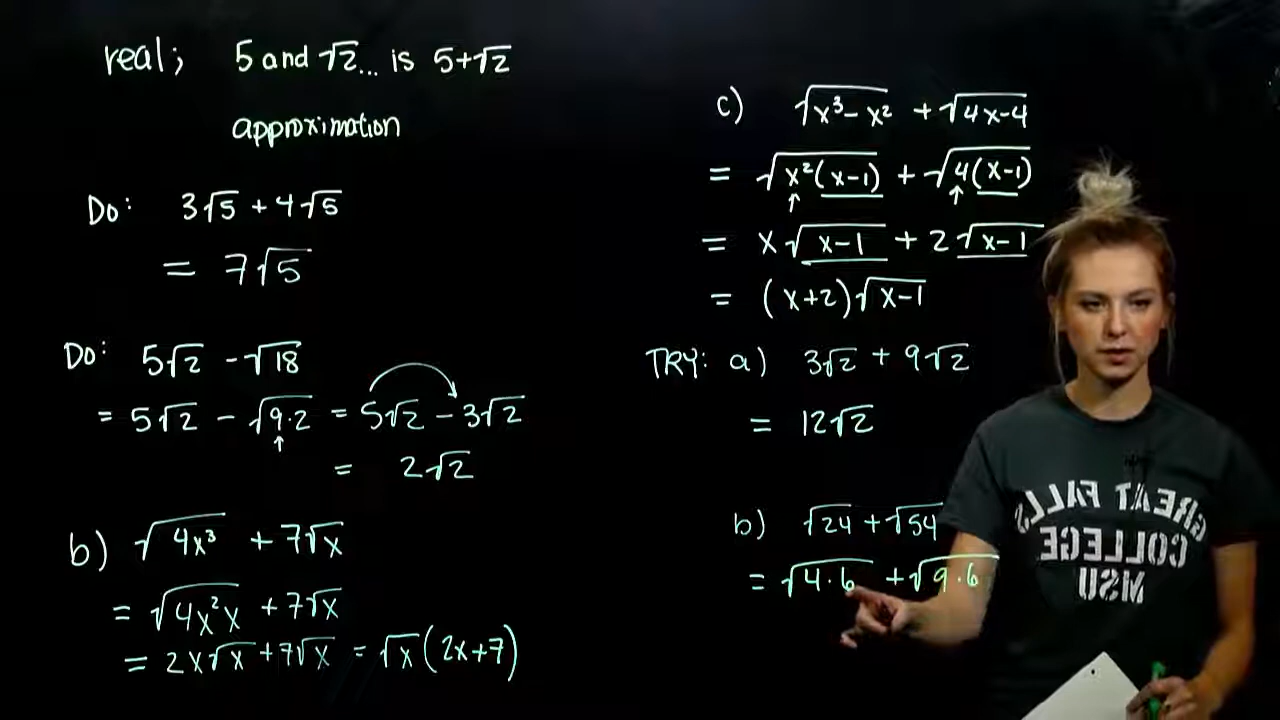 real; 5 and √2... is 5+√2
approximation
Do: 3√5 + 4√5
= 7√5
Do: 5√2 - √18
= 5√2 - √9·2 = 5√2 - 3√2
= 2√2
b) √4x³ + 7√x
= √4x²x + 7√x
= 2x√x + 7√x = √x(2x+7)
c) √x³-x² + √4x-4
= √x²(x-1) + √4(x-1)
= x√x-1 + 2√x-1
= (x+2)√x-1
TRY: a) 3√2 + 9√2
= 12√2
b) √24 + √54
= √4·6 + √9·6
GREAT FALLS
COLLEGE
MSU